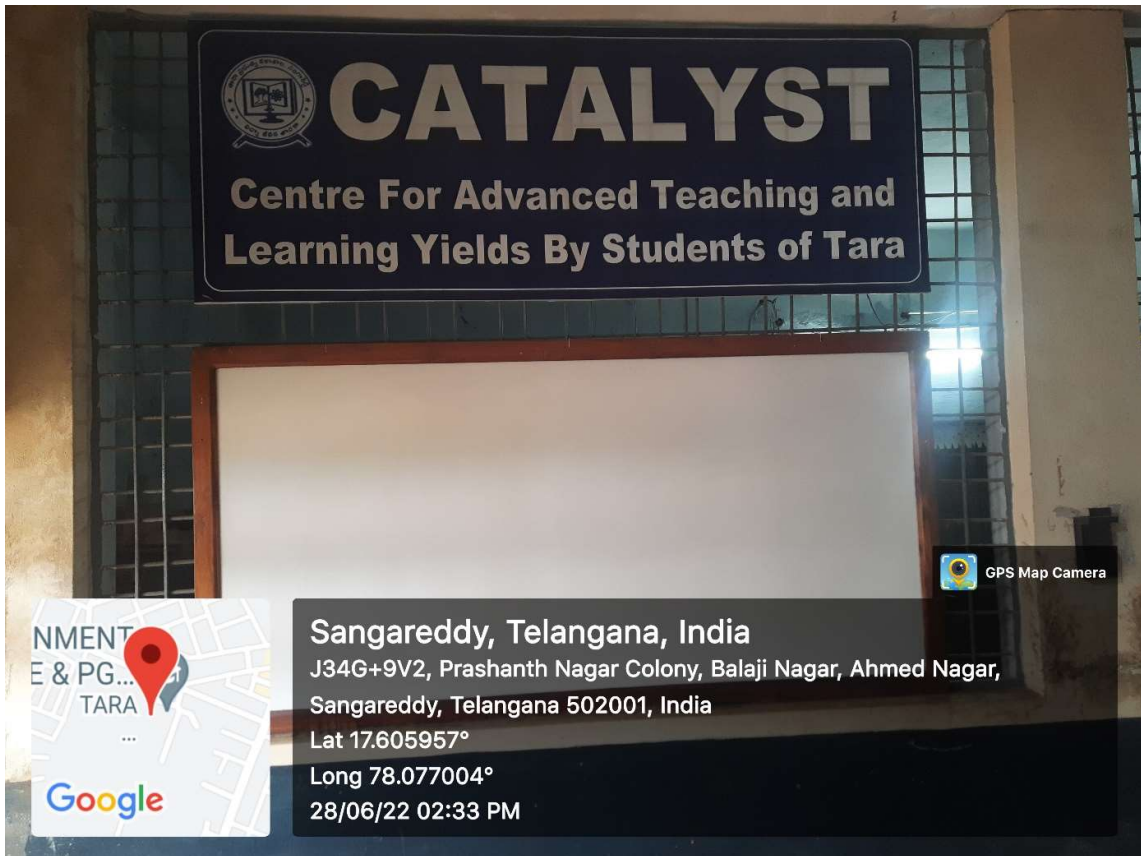 CATALYST
Centre For Advanced Teaching and
Learning Yields By Students of Tara
GPS Map Camera
NMENT
E & PG...
TARA
...
Google
Sangareddy, Telangana, India
J34G+9V2, Prashanth Nagar Colony, Balaji Nagar, Ahmed Nagar,
Sangareddy, Telangana 502001, India
Lat 17.605957°
Long 78.077004°
28/06/22 02:33 PM